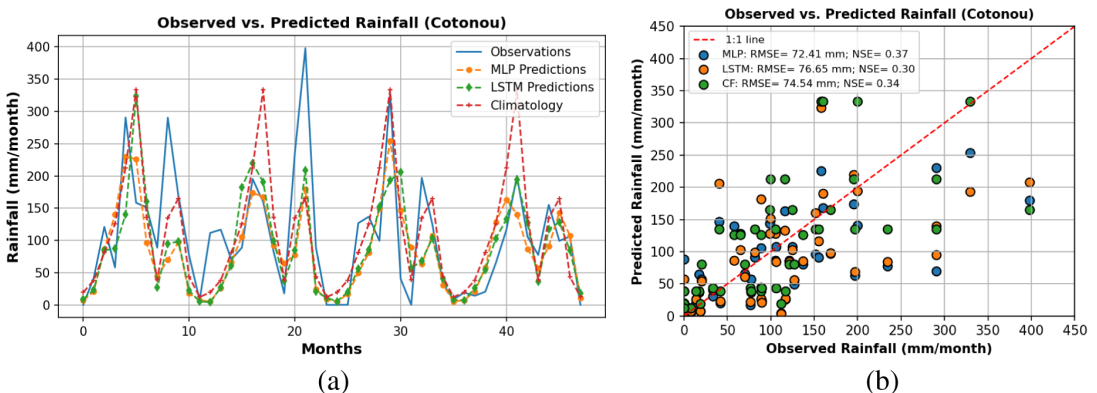 Observed vs. Predicted Rainfall (Cotonou)
Rainfall (mm/month)
400
350
300
250
200
150
100
50
0
Observations
MLP Predictions
LSTM Predictions
Climatology
0
10
20
30
40
Months
(a)
Observed vs. Predicted Rainfall (Cotonou)
Predicted Rainfall (mm/month)
450
400
350
300
250
200
150
100
50
0
1:1 line
MLP: RMSE= 72.41 mm; NSE= 0.37
LSTM: RMSE= 76.65 mm; NSE= 0.30
CF: RMSE= 74.54 mm; NSE= 0.34
0
50
100
150
200
250
300
350
400
450
Observed Rainfall (mm/month)
(b)